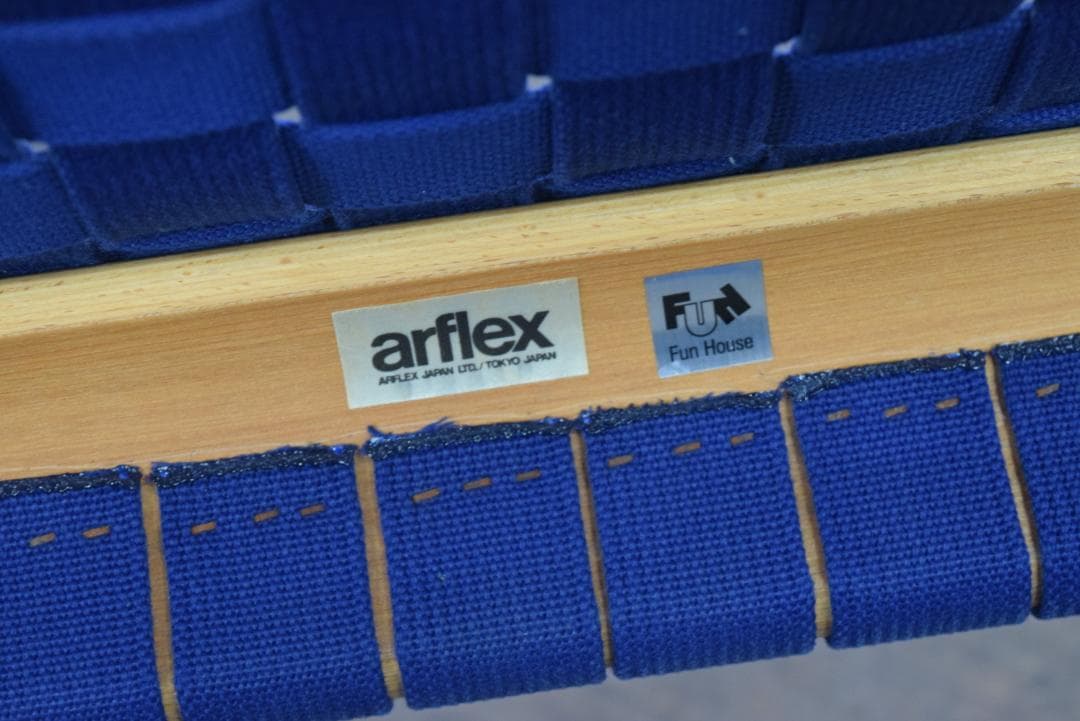 arflex
ARFLEX JAPAN LTD. / TOKYO JAPAN
FUN
Fun House